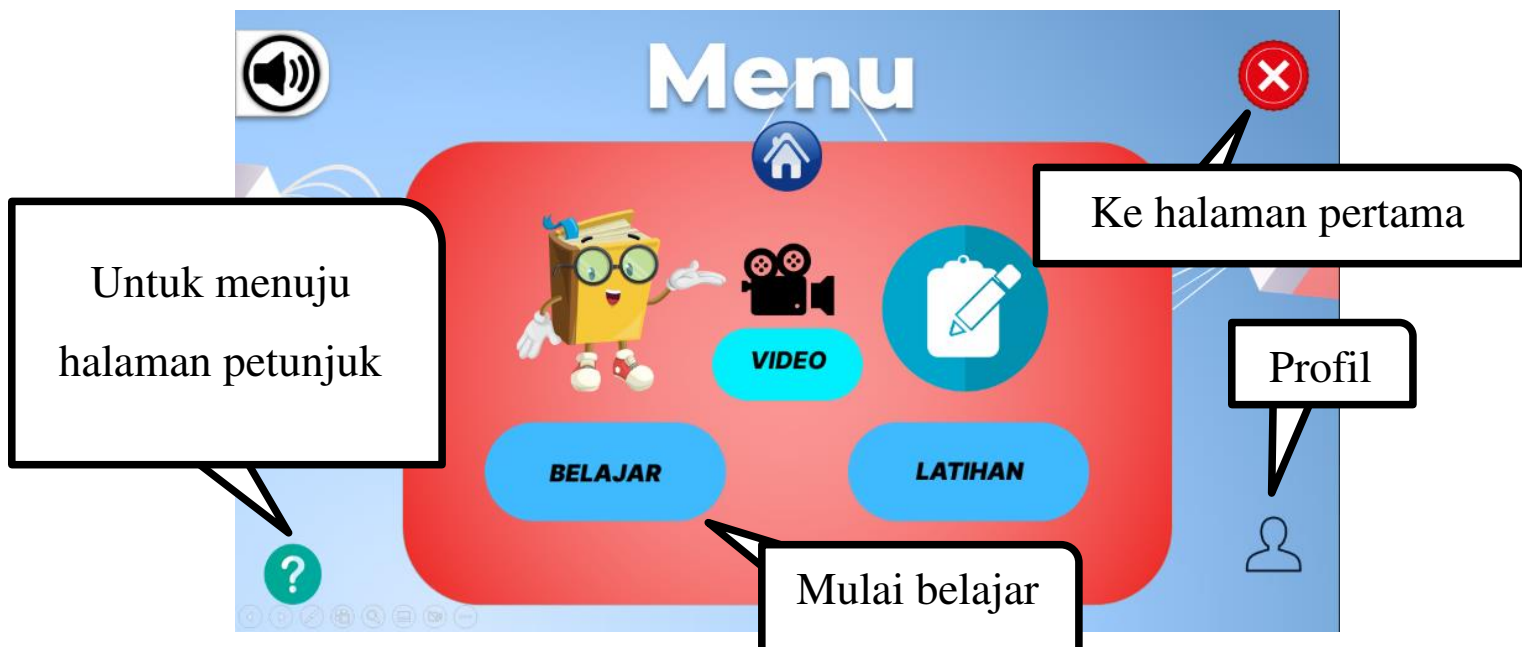 Menu
Ke halaman pertama
Untuk menuju
halaman petunjuk
VIDEO
Profil
BELAJAR
LATIHAN
?
Mulai belajar